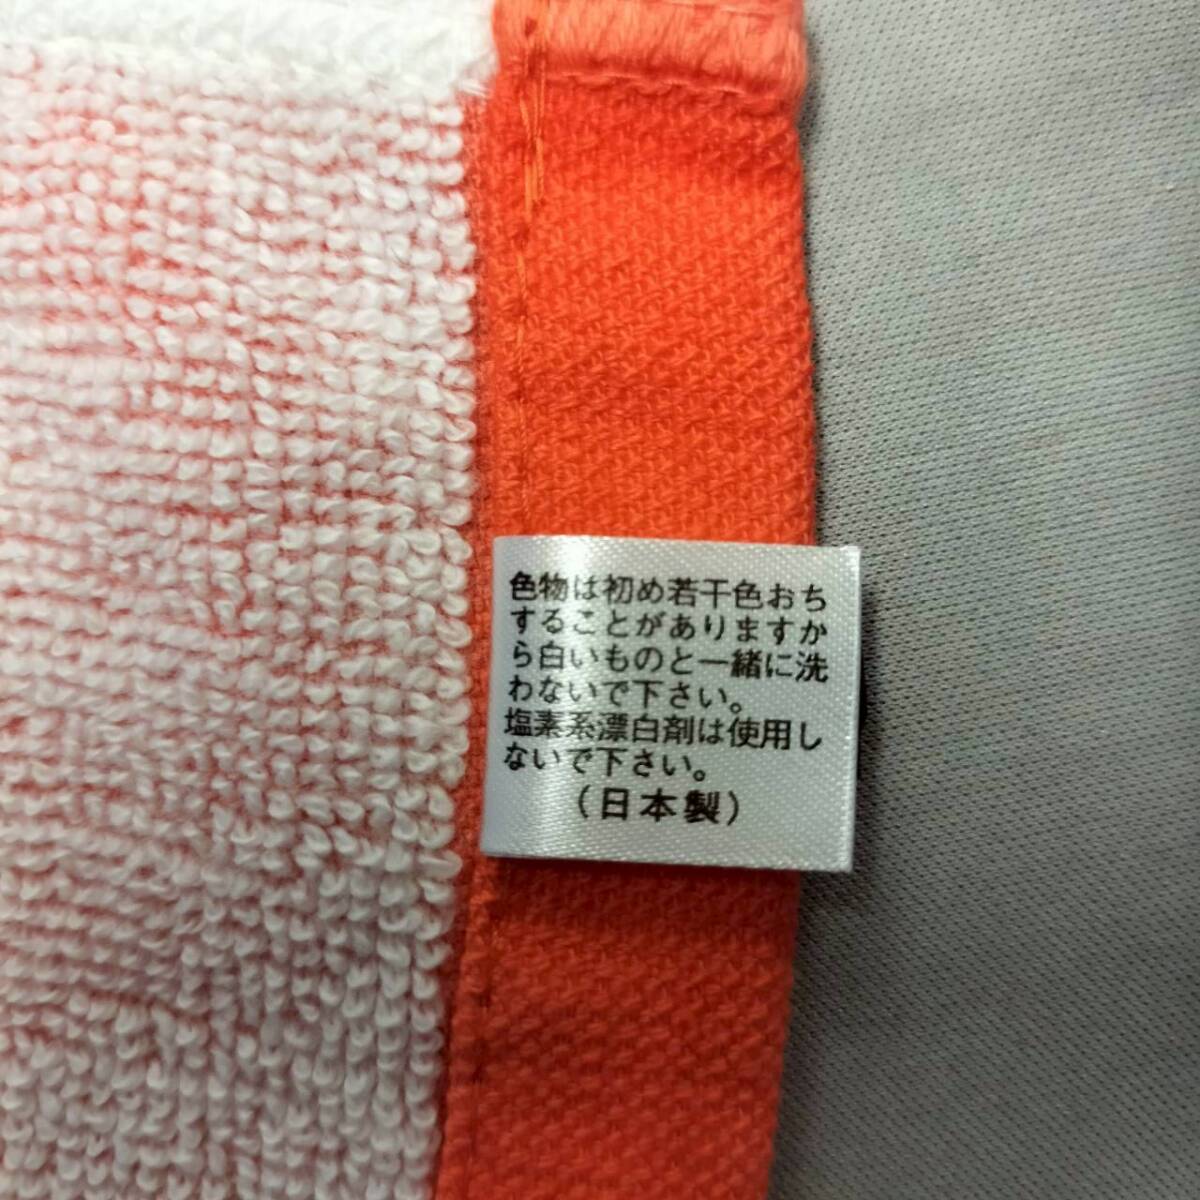 色物は初め若干色おち
することがありますか
ら白いものと一緒に洗
わないで下さい。
塩素系漂白剤は使用し
ないで下さい。
（日本製）